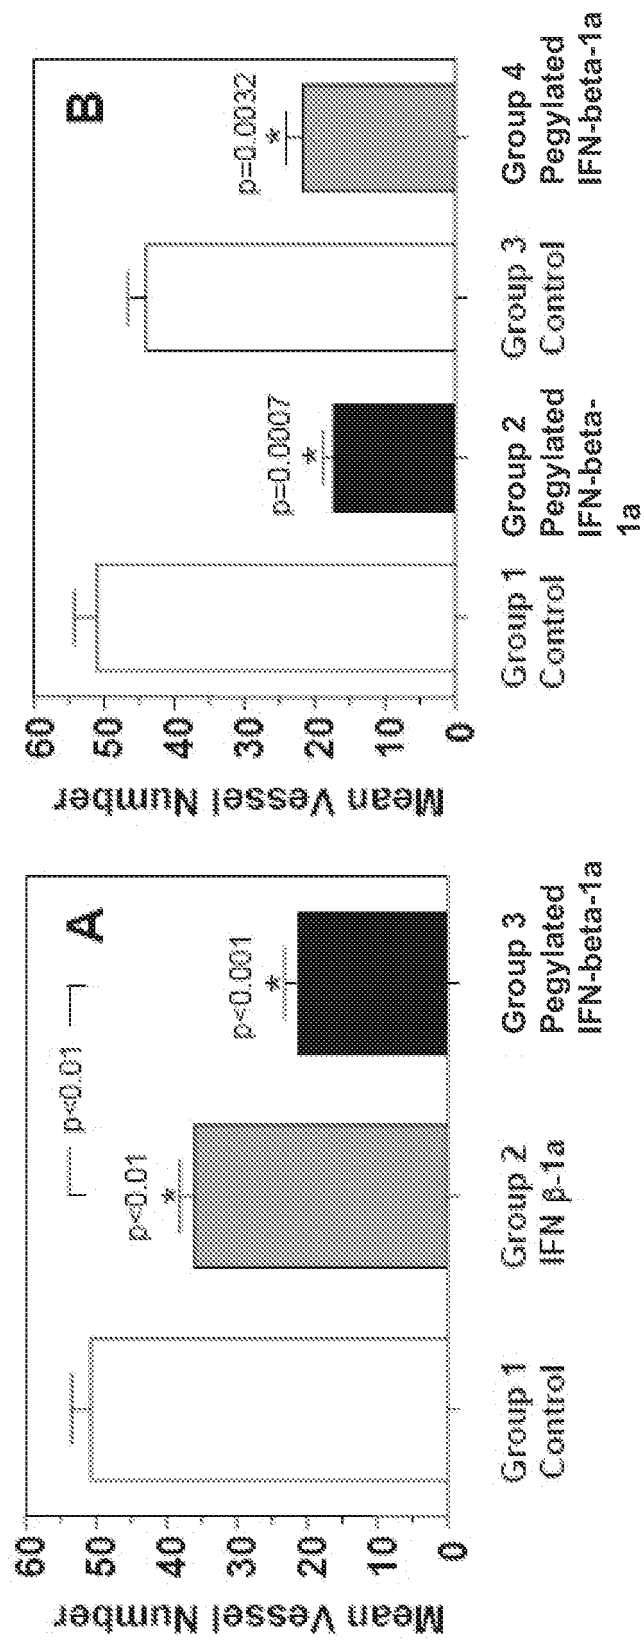 A
Mean Vessel Number
60
50
40
30
20
10
0
p<0.01
p<0.01
*
p<0.001
*
Group 1
Control
Group 2
IFN β-1a
Group 3
Pegylated
IFN-beta-1a
B
Mean Vessel Number
60
50
40
30
20
10
0
p=0.0007
*
p=0.0032
*
Group 1
Control
Group 2
Pegylated
IFN-beta-
1a
Group 3
Control
Group 4
Pegylated
IFN-beta-1a